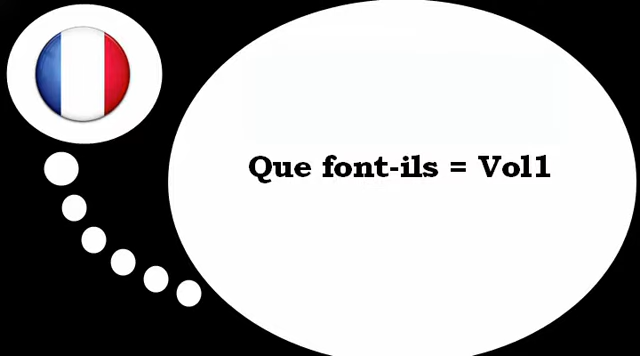 Que font-ils = Vol1